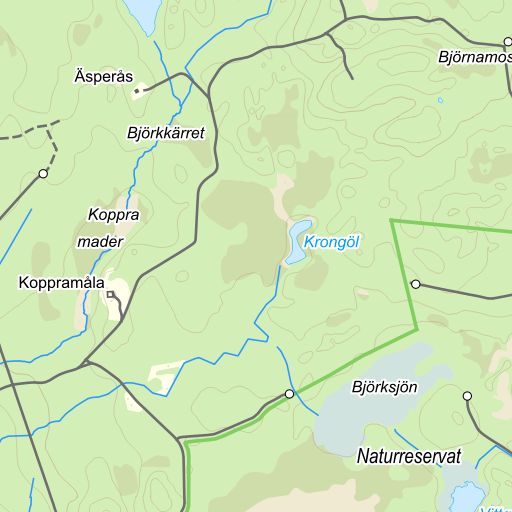 Björnamos
Äsperås
Björkkärret
Koppra
mader
Krongöl
Koppramåla
Björksjön
Naturreservat